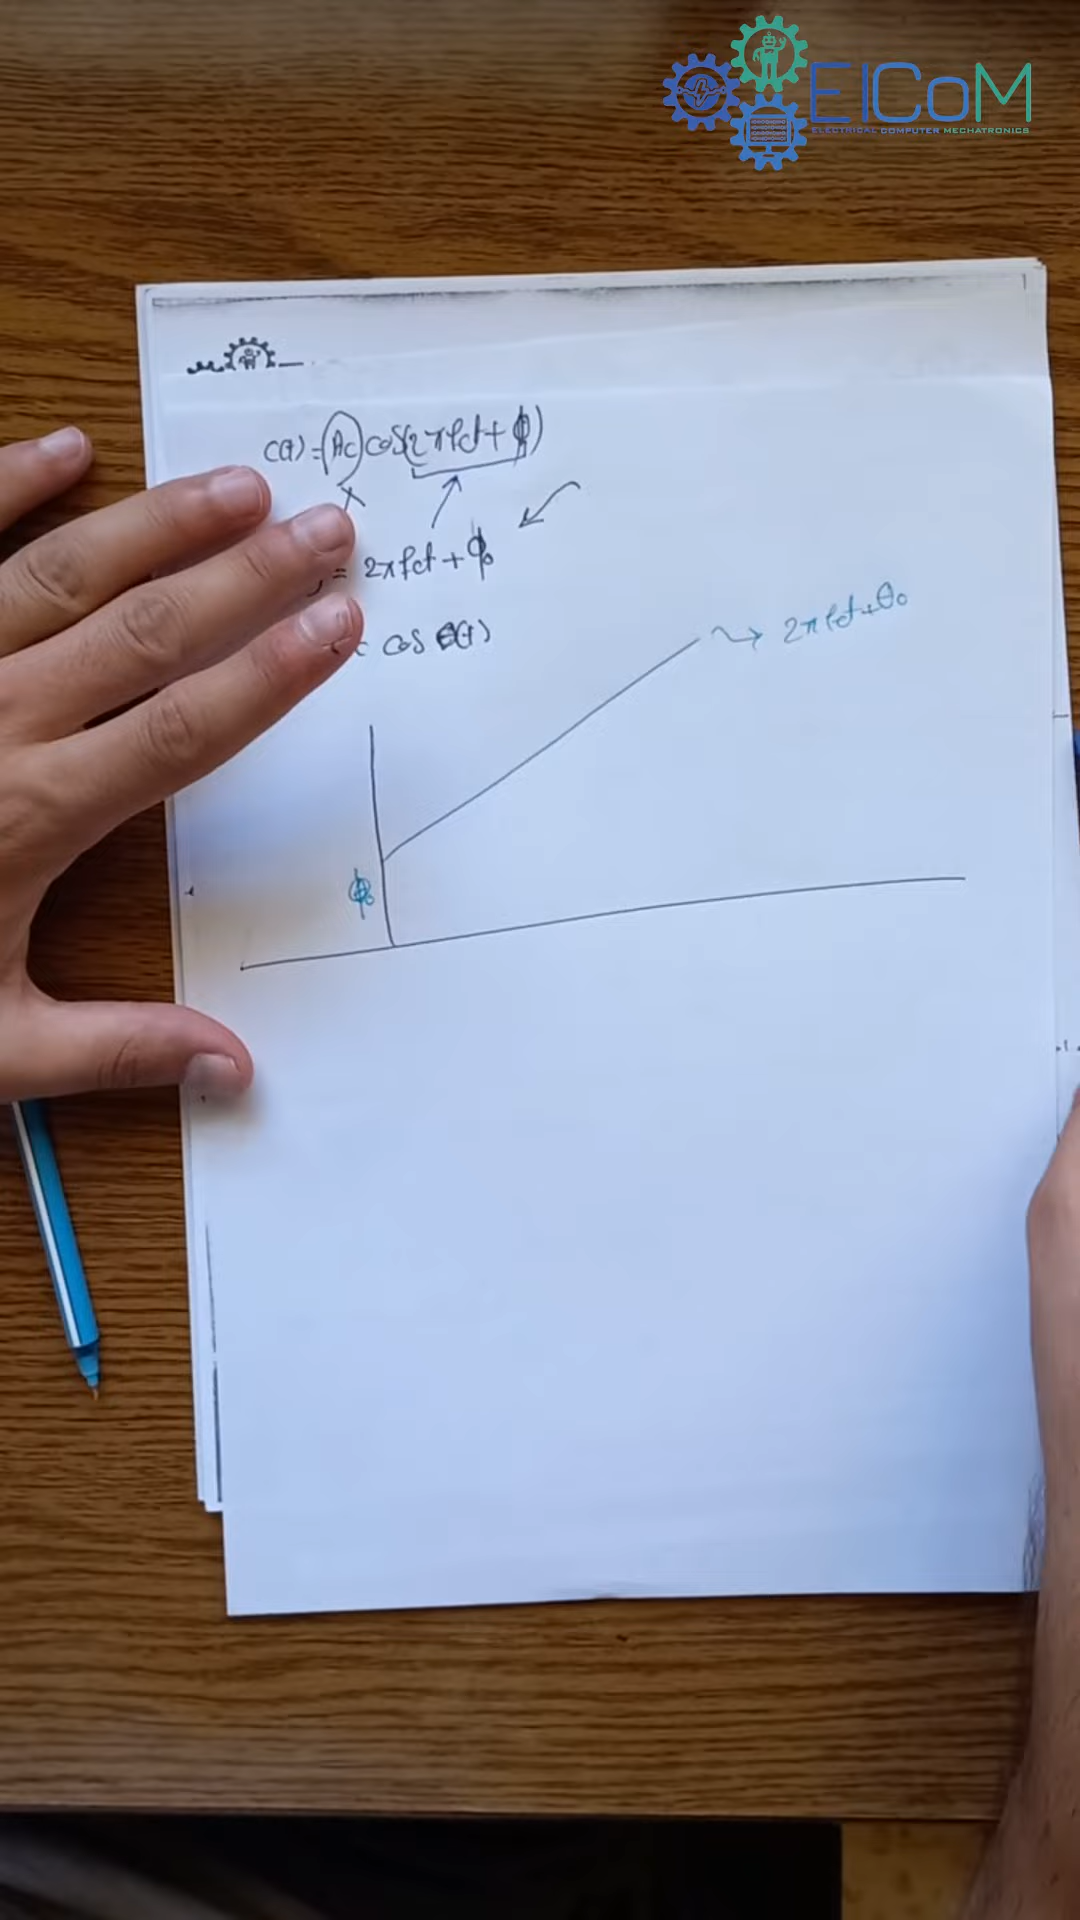 EICoM
ELECTRICAL COMPUTER MECHATRONICS
C(t) = Ac cos(2πfct + φ)
= 2πfct + φ₀
cos θ(t)
2πfct + θ₀
φ₀